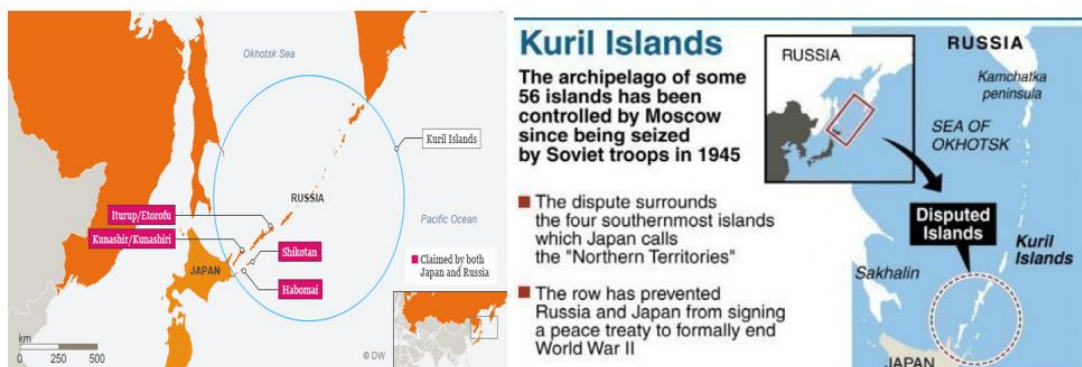 Okhotsk Sea
Kuril Islands
RUSSIA
Iturup/Etorofu
Kunashir/Kunashiri
Pacific Ocean
Shikotan
JAPAN
Claimed by both
Japan and Russia
Habomai
km
0 250 500
© DW
Kuril Islands
The archipelago of some
56 islands has been
controlled by Moscow
since being seized
by Soviet troops in 1945
The dispute surrounds
the four southernmost islands
which Japan calls
the "Northern Territories"
The row has prevented
Russia and Japan from signing
a peace treaty to formally end
World War II
RUSSIA
RUSSIA
Kamchatka
peninsula
SEA OF
OKHOTSK
Disputed
Islands
Kuril
Islands
Sakhalin
JAPAN